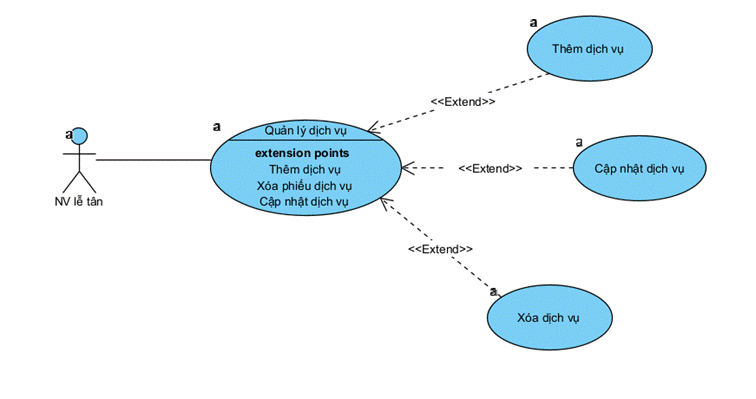 a
Thêm dịch vụ
<<Extend>>
a
Quản lý dịch vụ
extension points
Thêm dịch vụ
Xóa phiếu dịch vụ
Cập nhật dịch vụ
a
NV lễ tân
<<Extend>>
a
Cập nhật dịch vụ
<<Extend>>
a
Xóa dịch vụ